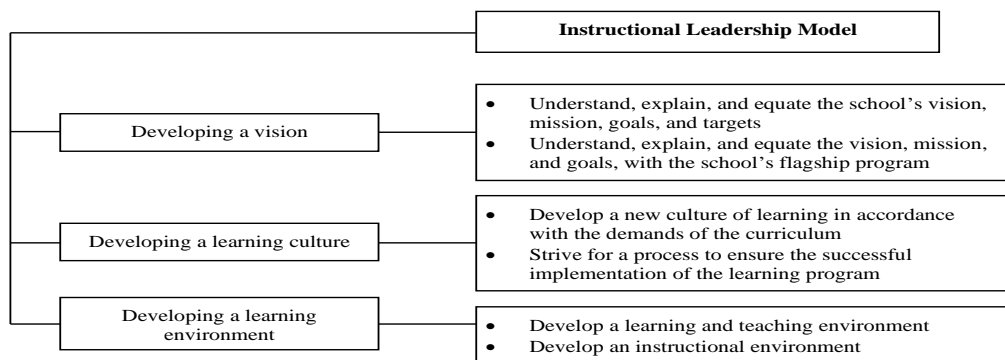 Instructional Leadership Model
Developing a vision
• Understand, explain, and equate the school's vision,
mission, goals, and targets
• Understand, explain, and equate the vision, mission,
and goals, with the school's flagship program
Developing a learning culture
• Develop a new culture of learning in accordance
with the demands of the curriculum
• Strive for a process to ensure the successful
implementation of the learning program
Developing a learning
environment
• Develop a learning and teaching environment
• Develop an instructional environment